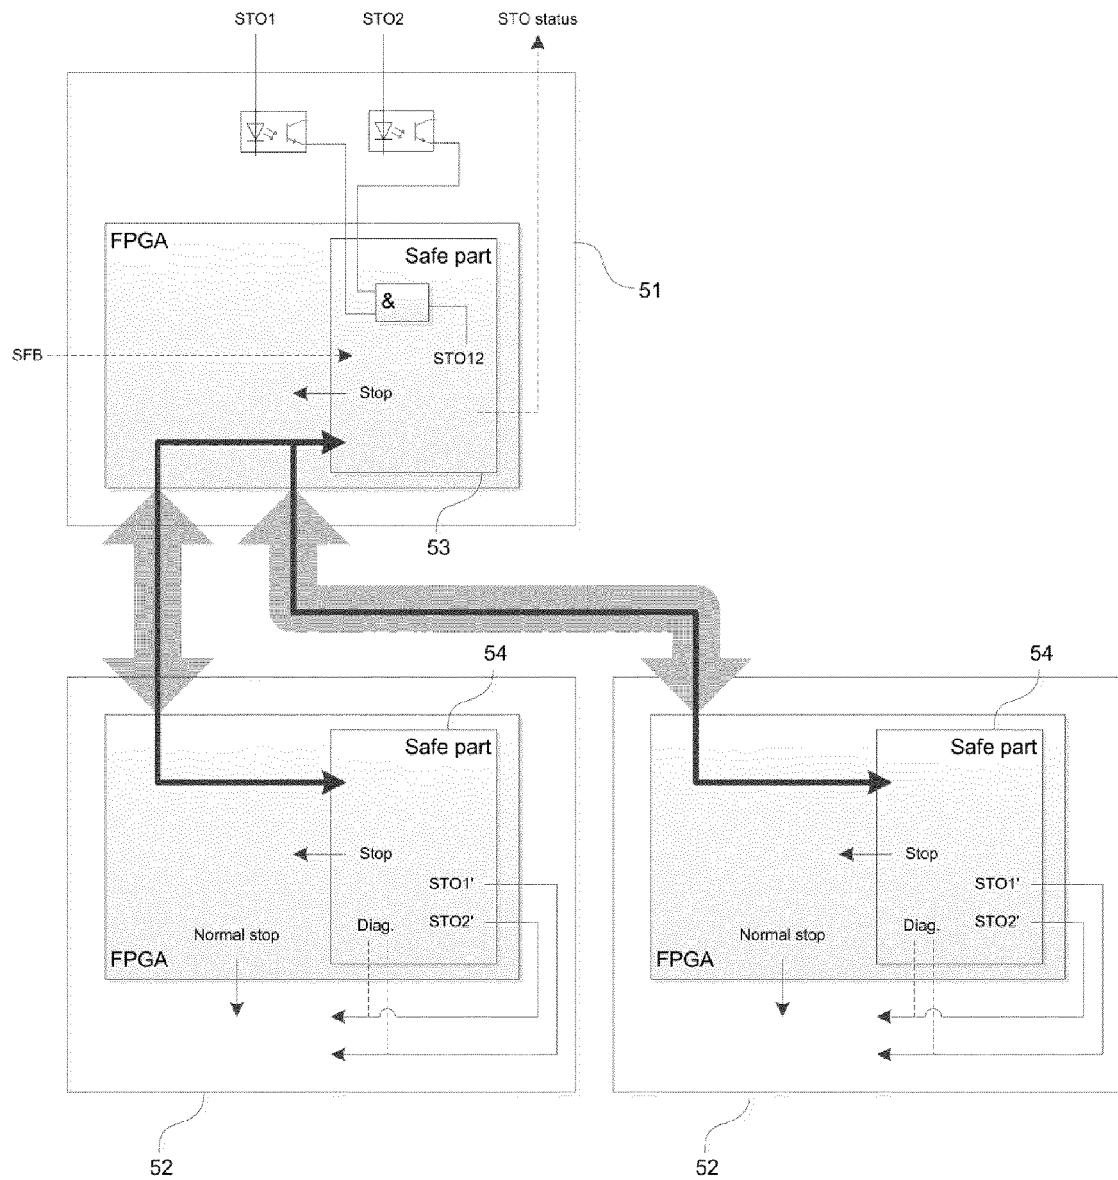 STO1 STO2 STO status
FPGA
Safe part
51
&
SFB
STO12
Stop
53
54
54
Safe part
Safe part
Stop
Stop
STO1'
STO1'
Normal stop
Diag.
STO2'
Normal stop
Diag.
STO2'
FPGA
FPGA
52
52